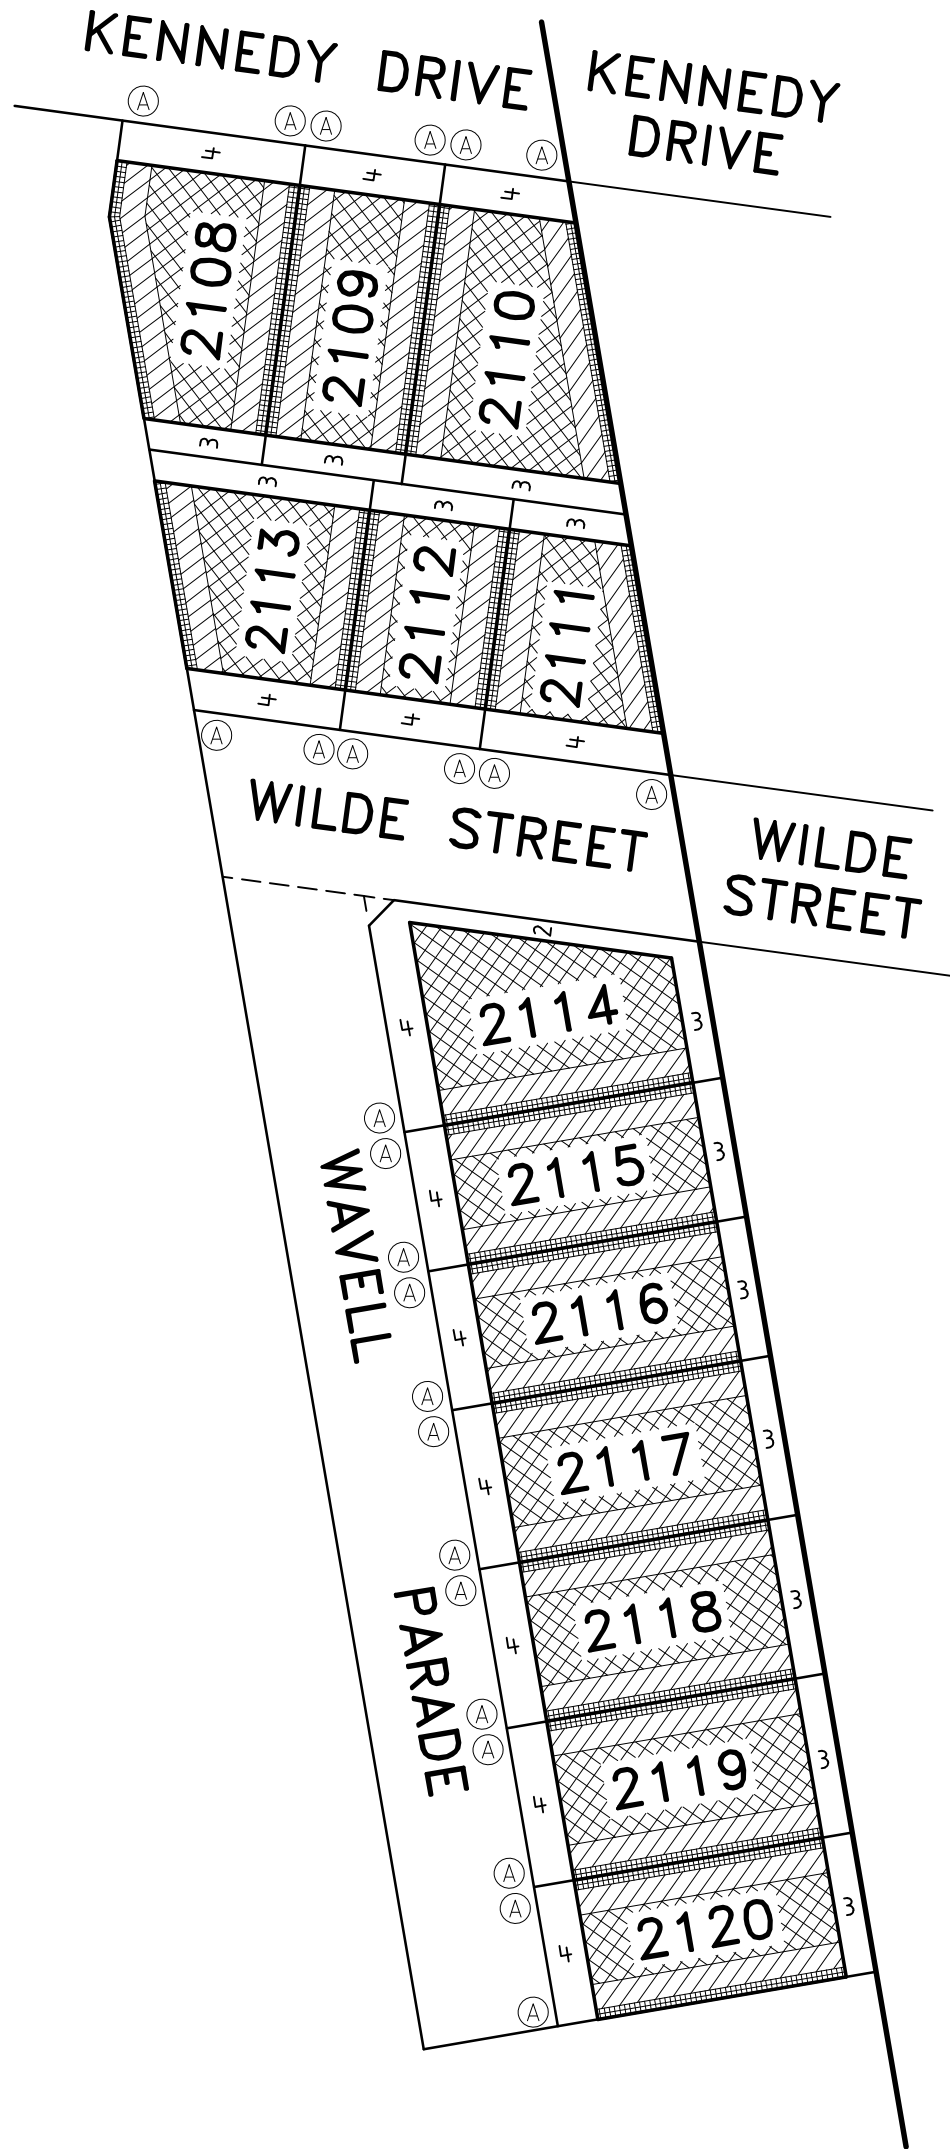 KENNEDY DRIVE
KENNEDY
DRIVE
A
A A
A A
A
4
4
4
2108
2109
2110
3
3
3
3
3
3
2113
2112
2111
4
4
4
A
A A
A A
A
WILDE STREET
WILDE
STREET
2
4
2114
3
A
A
4
2115
3
WAVELL
A
A
4
2116
3
A
A
4
2117
3
A
A
PARADE
4
2118
3
A
A
4
2119
3
A
A
4
2120
3
A